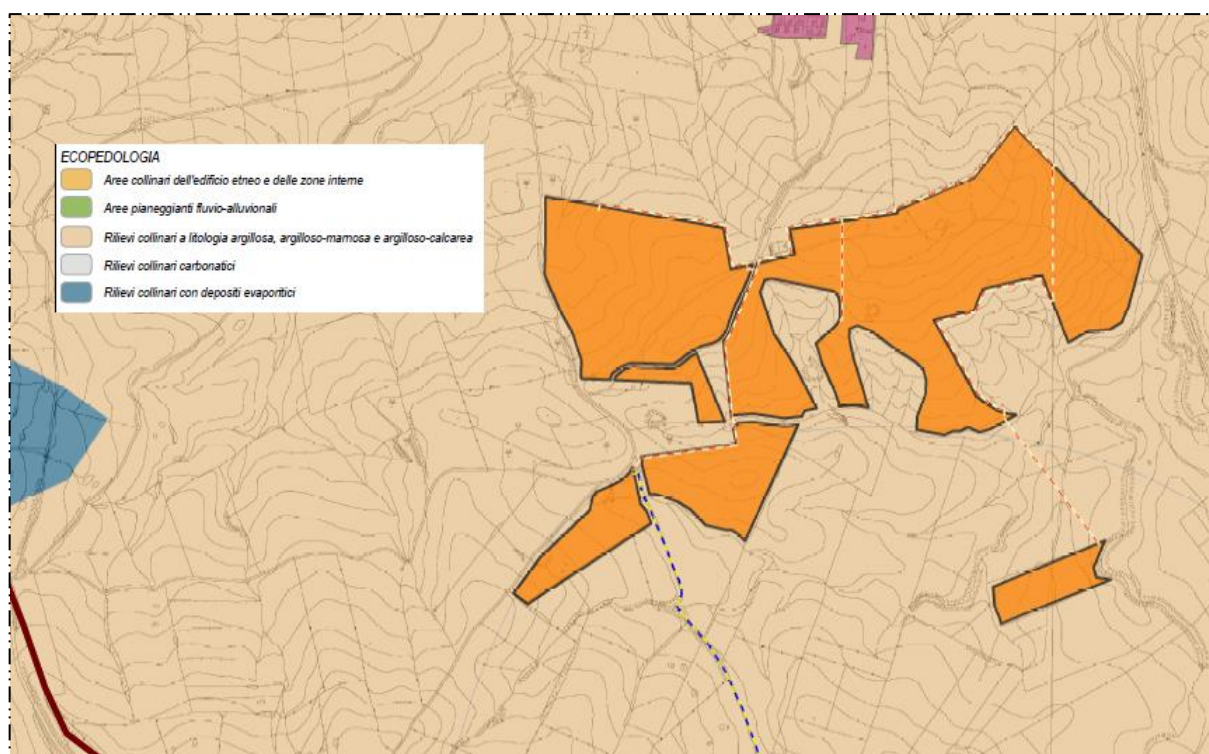 ECOPEDOLOGIA
Aree collinari dell'edificio etneo e delle zone interne
Aree pianeggianti fluvio-alluvionali
Rilievi collinari a litologia argillosa, argilloso-marnosa e argilloso-calcarea
Rilievi collinari carbonatici
Rilievi collinari con depositi evaporitici